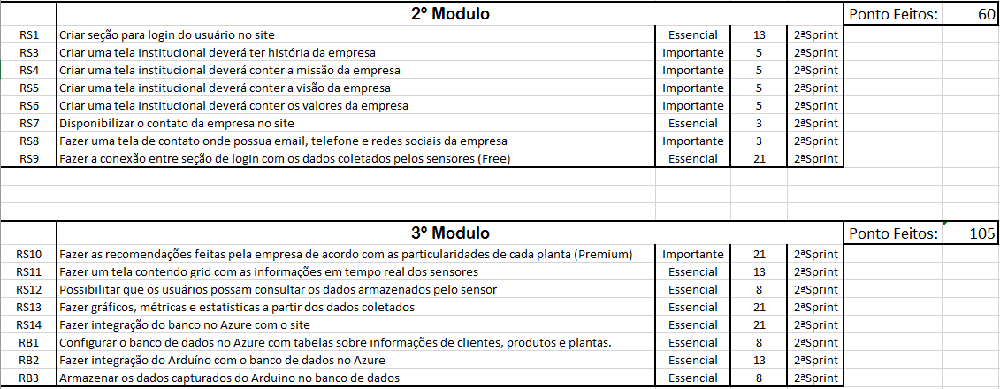 2º Modulo Ponto Feitos: 60
RS1 Criar seção para login do usuário no site Essencial 13 2ªSprint
RS3 Criar uma tela institucional deverá ter história da empresa Importante 5 2ªSprint
RS4 Criar uma tela institucional deverá conter a missão da empresa Importante 5 2ªSprint
RS5 Criar uma tela institucional deverá conter a visão da empresa Importante 5 2ªSprint
RS6 Criar uma tela institucional deverá conter os valores da empresa Importante 5 2ªSprint
RS7 Disponibilizar o contato da empresa no site Essencial 3 2ªSprint
RS8 Fazer uma tela de contato onde possua email, telefone e redes sociais da empresa Importante 3 2ªSprint
RS9 Fazer a conexão entre seção de login com os dados coletados pelos sensores (Free) Essencial 21 2ªSprint
3º Modulo Ponto Feitos: 105
RS10 Fazer as recomendações feitas pela empresa de acordo com as particularidades de cada planta (Premium) Importante 21 2ªSprint
RS11 Fazer um tela contendo grid com as informações em tempo real dos sensores Essencial 13 2ªSprint
RS12 Possibilitar que os usuários possam consultar os dados armazenados pelo sensor Essencial 8 2ªSprint
RS13 Fazer gráficos, métricas e estatisticas a partir dos dados coletados Essencial 21 2ªSprint
RS14 Fazer integração do banco no Azure com o site Essencial 21 2ªSprint
RB1 Configurar o banco de dados no Azure com tabelas sobre informações de clientes, produtos e plantas. Essencial 8 2ªSprint
RB2 Fazer integração do Arduíno com o banco de dados no Azure Essencial 13 2ªSprint
RB3 Armazenar os dados capturados do Arduino no banco de dados Essencial 8 2ªSprint